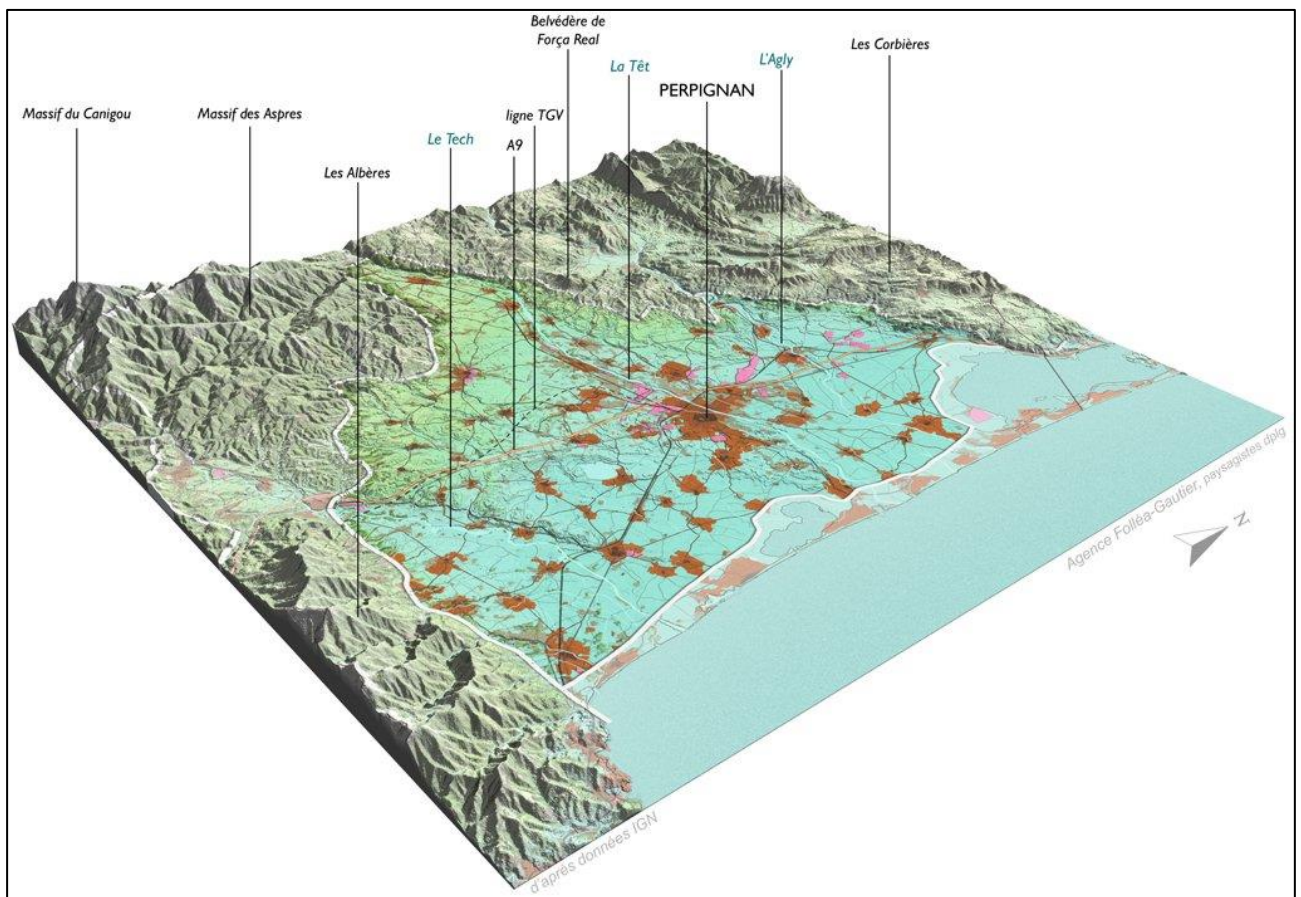 Belvédère de
Força Real
Les Corbières
La Têt
L'Agly
PERPIGNAN
Massif du Canigou
Massif des Aspres
ligne TGV
Le Tech
A9
Les Albères
N
Agence Folléa-Gautier, paysagistes dplg
d'après données IGN